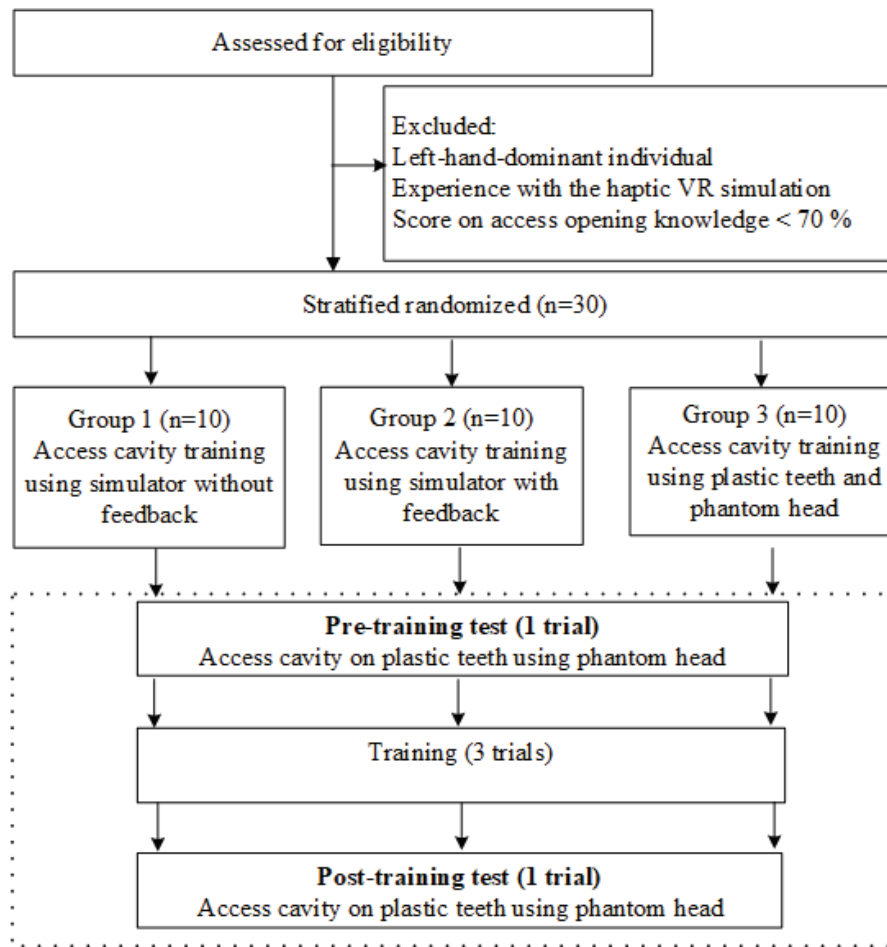 Assessed for eligibility
Excluded:
Left-hand-dominant individual
Experience with the haptic VR simulation
Score on access opening knowledge < 70 %
Stratified randomized (n=30)
Group 1 (n=10)
Access cavity training
using simulator without
feedback
Group 2 (n=10)
Access cavity training
using simulator with
feedback
Group 3 (n=10)
Access cavity training
using plastic teeth and
phantom head
Pre-training test (1 trial)
Access cavity on plastic teeth using phantom head
Training (3 trials)
Post-training test (1 trial)
Access cavity on plastic teeth using phantom head